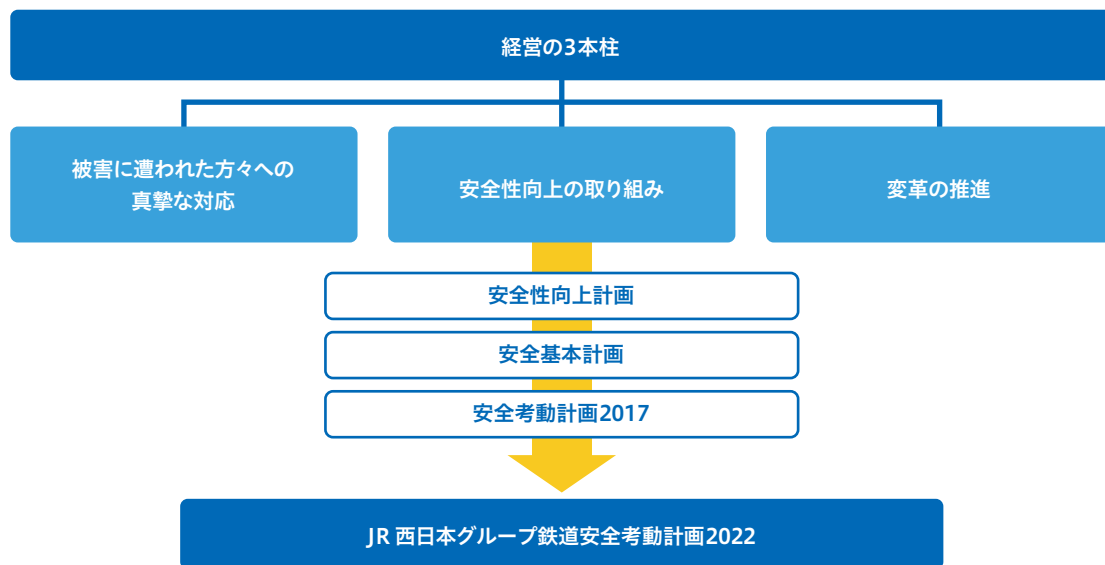 経営の3本柱
被害に遭われた方々への
真摯な対応
安全性向上の取り組み
変革の推進
安全性向上計画
安全基本計画
安全考動計画2017
JR 西日本グループ鉄道安全考動計画2022